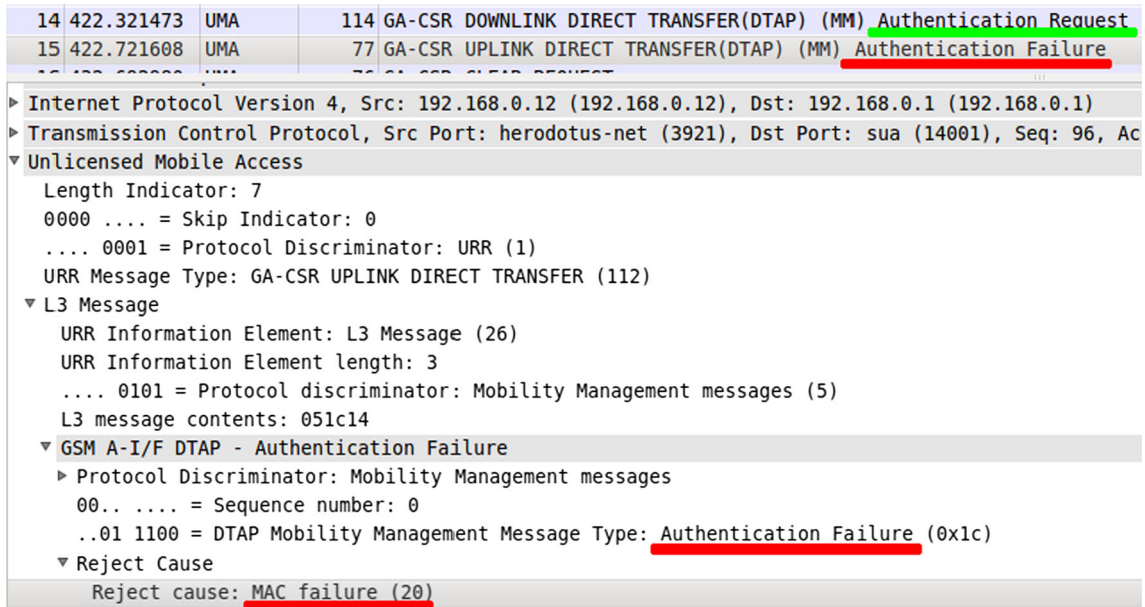 14 422.321473 UMA 114 GA-CSR DOWNLINK DIRECT TRANSFER(DTAP) (MM) Authentication Request
15 422.721608 UMA 77 GA-CSR UPLINK DIRECT TRANSFER(DTAP) (MM) Authentication Failure
Internet Protocol Version 4, Src: 192.168.0.12 (192.168.0.12), Dst: 192.168.0.1 (192.168.0.1)
Transmission Control Protocol, Src Port: herodotus-net (3921), Dst Port: sua (14001), Seq: 96, Ac
Unlicensed Mobile Access
Length Indicator: 7
0000 .... = Skip Indicator: 0
.... 0001 = Protocol Discriminator: URR (1)
URR Message Type: GA-CSR UPLINK DIRECT TRANSFER (112)
L3 Message
URR Information Element: L3 Message (26)
URR Information Element length: 3
.... 0101 = Protocol discriminator: Mobility Management messages (5)
L3 message contents: 051c14
GSM A-I/F DTAP - Authentication Failure
Protocol Discriminator: Mobility Management messages
00.. .... = Sequence number: 0
..01 1100 = DTAP Mobility Management Message Type: Authentication Failure (0x1c)
Reject Cause
Reject cause: MAC failure (20)